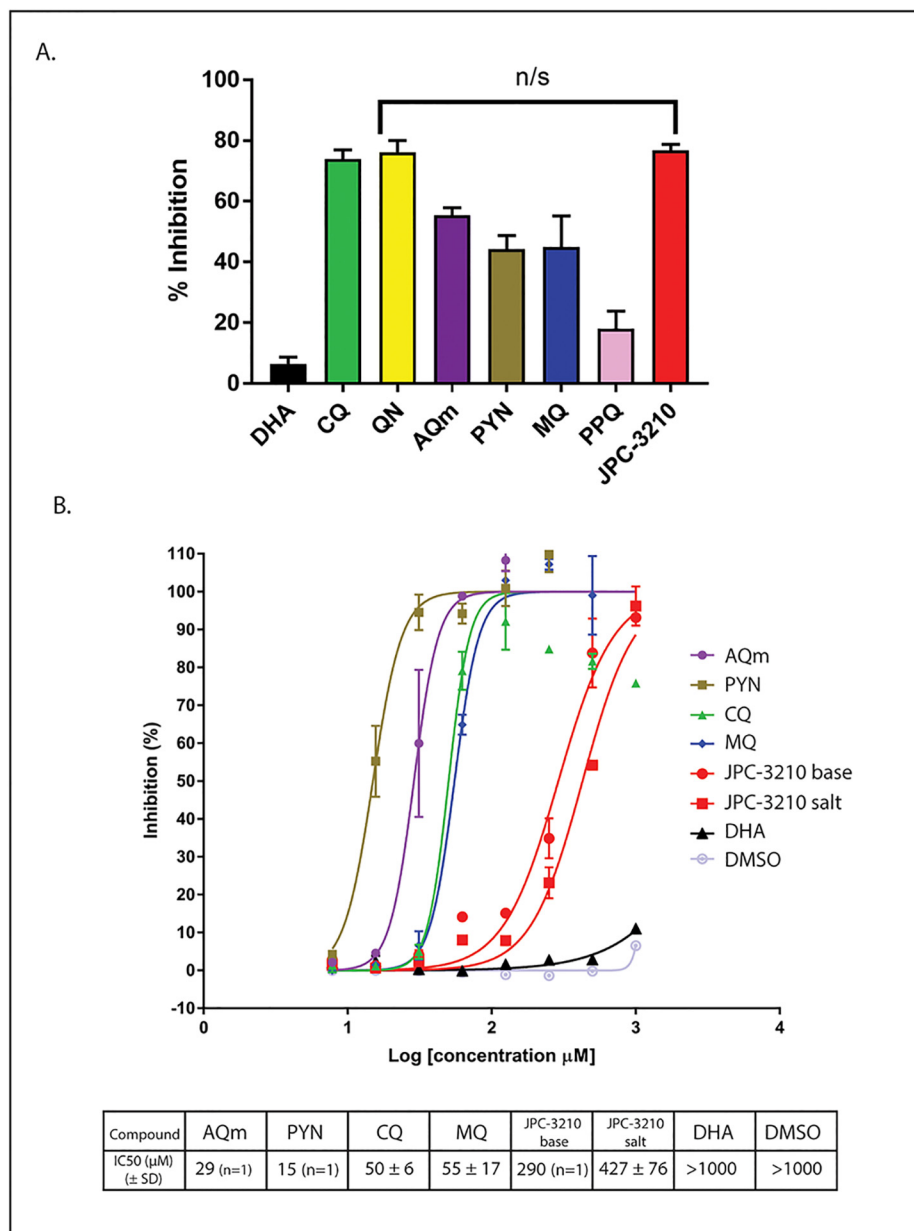 A.
n/s
100
80
60
40
20
0
% Inhibition
DHA
CQ
QN
AQm
PYN
MQ
PPQ
JPC-3210
B.
110
100
90
80
70
60
50
40
30
20
10
0
-10
Inhibition (%)
0 1 2 3 4
Log [concentration μM]
AQm
PYN
CQ
MQ
JPC-3210 base
JPC-3210 salt
DHA
DMSO
Compound AQm PYN CQ MQ JPC-3210 base JPC-3210 salt DHA DMSO
IC50 (μM) (± SD) 29 (n=1) 15 (n=1) 50 ± 6 55 ± 17 290 (n=1) 427 ± 76 >1000 >1000